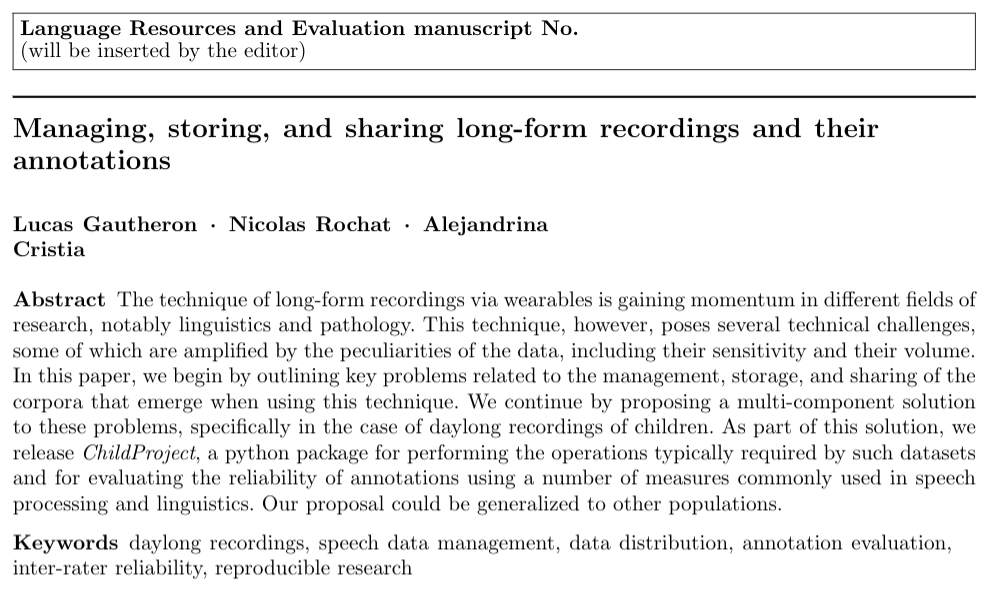 Language Resources and Evaluation manuscript No.
(will be inserted by the editor)
Managing, storing, and sharing long-form recordings and their
annotations
Lucas Gautheron · Nicolas Rochat · Alejandrina
Cristia
Abstract The technique of long-form recordings via wearables is gaining momentum in different fields of
research, notably linguistics and pathology. This technique, however, poses several technical challenges,
some of which are amplified by the peculiarities of the data, including their sensitivity and their volume.
In this paper, we begin by outlining key problems related to the management, storage, and sharing of the
corpora that emerge when using this technique. We continue by proposing a multi-component solution
to these problems, specifically in the case of daylong recordings of children. As part of this solution, we
release ChildProject, a python package for performing the operations typically required by such datasets
and for evaluating the reliability of annotations using a number of measures commonly used in speech
processing and linguistics. Our proposal could be generalized to other populations.
Keywords daylong recordings, speech data management, data distribution, annotation evaluation,
inter-rater reliability, reproducible research